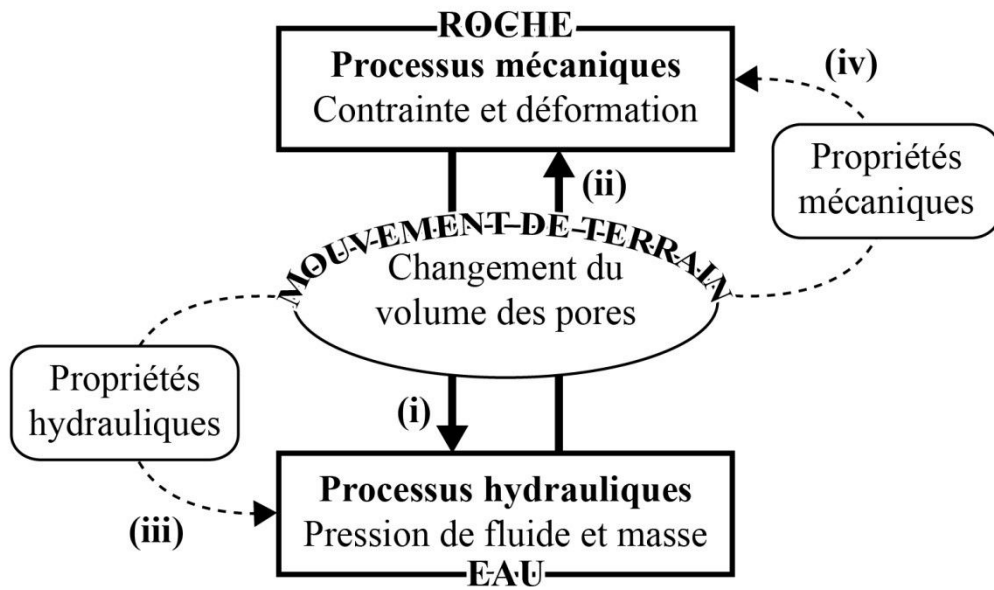 ROCHE
Processus mécaniques
Contrainte et déformation
(iv)
Propriétés
mécaniques
(ii)
MOUVEMENT-DE-TERRAIN
Changement du
volume des pores
Propriétés
hydrauliques
(i)
(iii)
Processus hydrauliques
Pression de fluide et masse
EAU